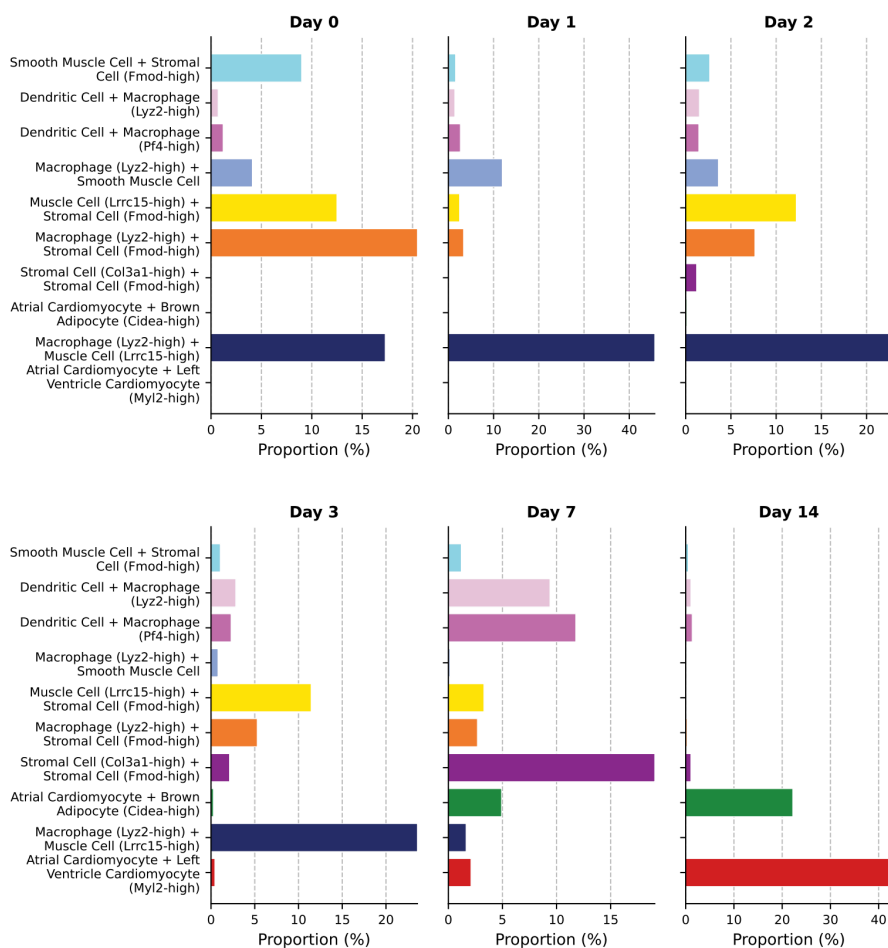 Day 0
Day 1
Day 2
Smooth Muscle Cell + Stromal
Cell (Fmod-high)
Dendritic Cell + Macrophage
(Lyz2-high)
Dendritic Cell + Macrophage
(Pf4-high)
Macrophage (Lyz2-high) +
Smooth Muscle Cell
Muscle Cell (Lrrc15-high) +
Stromal Cell (Fmod-high)
Macrophage (Lyz2-high) +
Stromal Cell (Fmod-high)
Stromal Cell (Col3a1-high) +
Stromal Cell (Fmod-high)
Atrial Cardiomyocyte + Brown
Adipocyte (Cidea-high)
Macrophage (Lyz2-high) +
Muscle Cell (Lrrc15-high)
Atrial Cardiomyocyte + Left
Ventricle Cardiomyocyte
(Myl2-high)
0 5 10 15 20
0 10 20 30 40
0 5 10 15 20
Proportion (%)
Proportion (%)
Proportion (%)
Day 3
Day 7
Day 14
Smooth Muscle Cell + Stromal
Cell (Fmod-high)
Dendritic Cell + Macrophage
(Lyz2-high)
Dendritic Cell + Macrophage
(Pf4-high)
Macrophage (Lyz2-high) +
Smooth Muscle Cell
Muscle Cell (Lrrc15-high) +
Stromal Cell (Fmod-high)
Macrophage (Lyz2-high) +
Stromal Cell (Fmod-high)
Stromal Cell (Col3a1-high) +
Stromal Cell (Fmod-high)
Atrial Cardiomyocyte + Brown
Adipocyte (Cidea-high)
Macrophage (Lyz2-high) +
Muscle Cell (Lrrc15-high)
Atrial Cardiomyocyte + Left
Ventricle Cardiomyocyte
(Myl2-high)
0 5 10 15 20
0 5 10 15
0 10 20 30 40
Proportion (%)
Proportion (%)
Proportion (%)